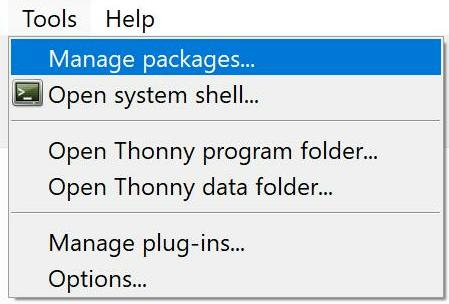 Tools Help
Manage packages...
Open system shell...
Open Thonny program folder...
Open Thonny data folder...
Manage plug-ins...
Options...